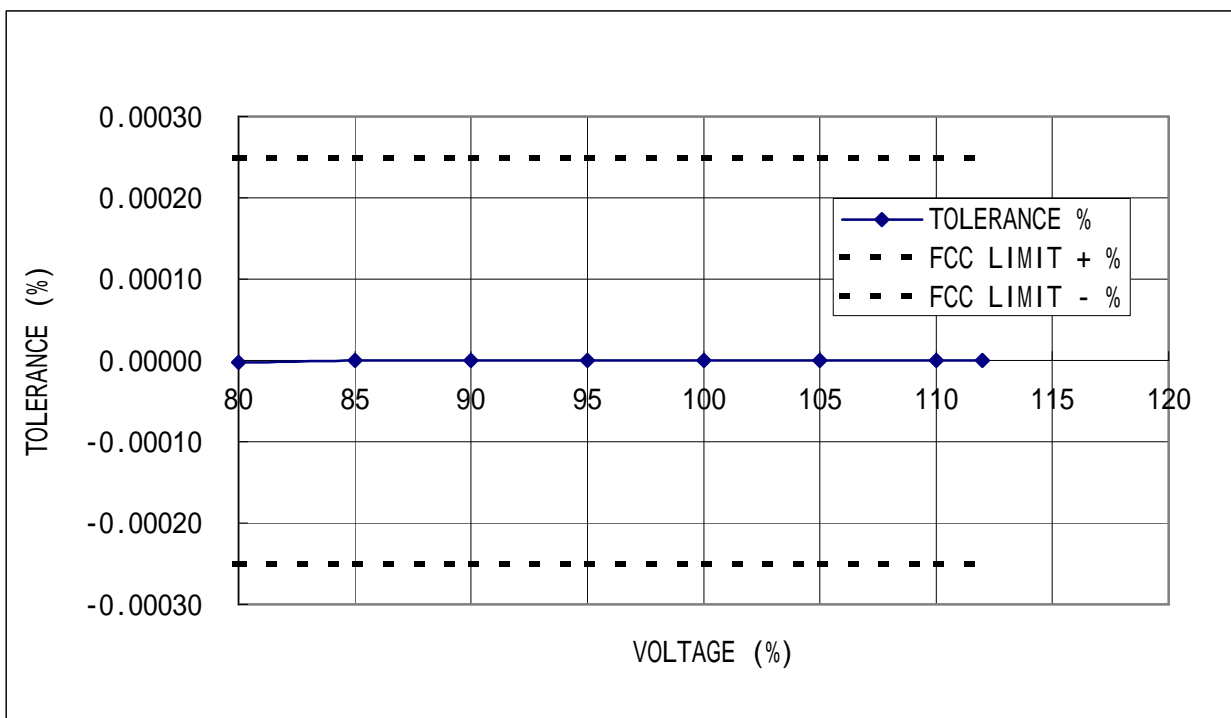 0.00030
0.00020
0.00010
0.00000
-0.00010
-0.00020
-0.00030
TOLERANCE (%)
80 85 90 95 100 105 110 115 120
VOLTAGE (%)
TOLERANCE %
FCC LIMIT + %
FCC LIMIT - %